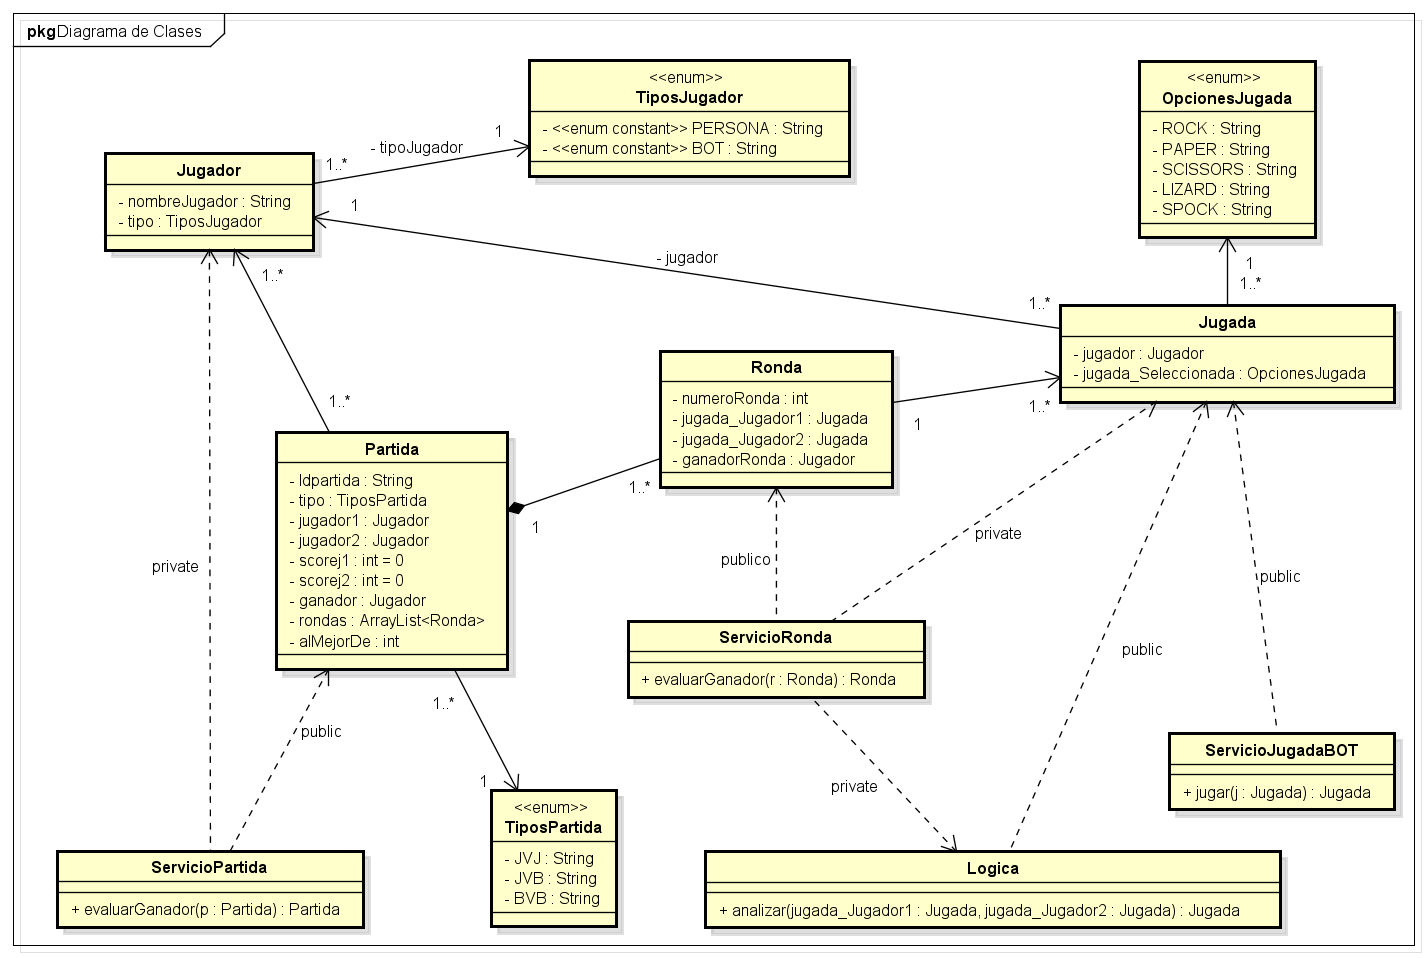 pkg Diagrama de Clases
<<enum>>
TiposJugador
- <<enum constant>> PERSONA : String
- <<enum constant>> BOT : String
<<enum>>
OpcionesJugada
- ROCK : String
- PAPER : String
- SCISSORS : String
- LIZARD : String
- SPOCK : String
Jugador
- nombreJugador : String
- tipo : TiposJugador
1..*
- tipoJugador
1
1
- jugador
1..*
1
1..*
1..*
1..*
Jugada
- jugador : Jugador
- jugada_Seleccionada : OpcionesJugada
Ronda
- numeroRonda : int
- jugada_Jugador1 : Jugada
- jugada_Jugador2 : Jugada
- ganadorRonda : Jugador
1
1..*
Partida
- Idpartida : String
- tipo : TiposPartida
- jugador1 : Jugador
- jugador2 : Jugador
- scorej1 : int = 0
- scorej2 : int = 0
- ganador : Jugador
- rondas : ArrayList<Ronda>
- alMejorDe : int
1
1..*
private
publico
private
public
public
ServicioRonda
+ evaluarGanador(r : Ronda) : Ronda
public
1..*
1
private
ServicioJugadaBOT
+ jugar(j : Jugada) : Jugada
<<enum>>
TiposPartida
- JVJ : String
- JVB : String
- BVB : String
ServicioPartida
+ evaluarGanador(p : Partida) : Partida
Logica
+ analizar(jugada_Jugador1 : Jugada, jugada_Jugador2 : Jugada) : Jugada